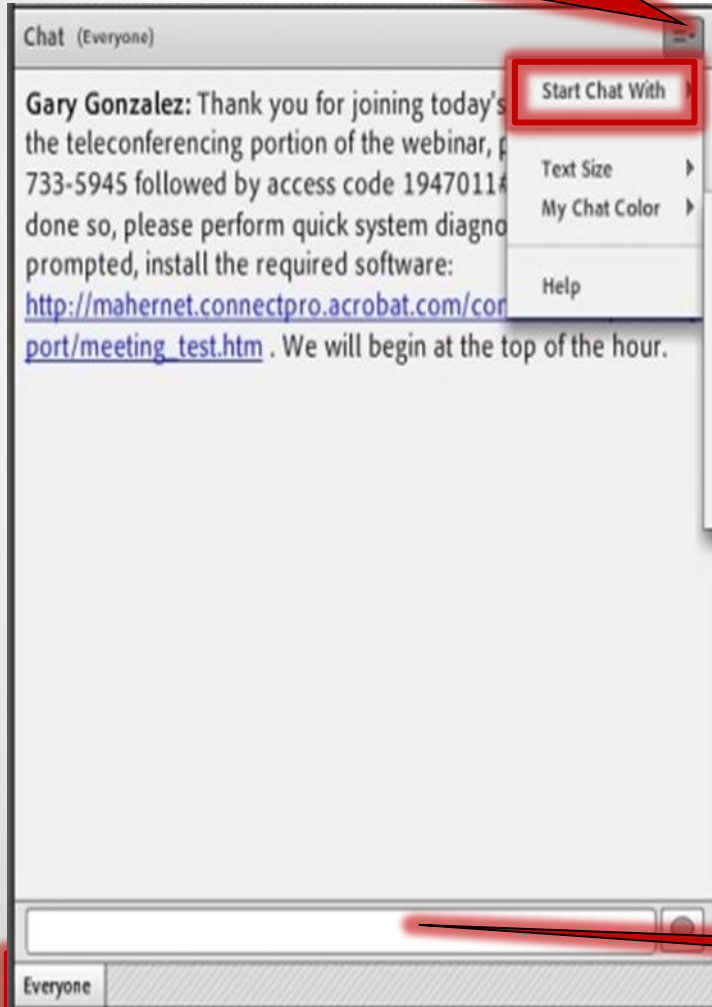 Chat (Everyone)
Start Chat With
Text Size
My Chat Color
Help
Gary Gonzalez: Thank you for joining today's
the teleconferencing portion of the webinar,
733-5945 followed by access code 1947011#
done so, please perform quick system diagno
prompted, install the required software:
http://mahernet.connectpro.acrobat.com/
port/meeting_test.htm . We will begin at the top of the hour.
Everyone